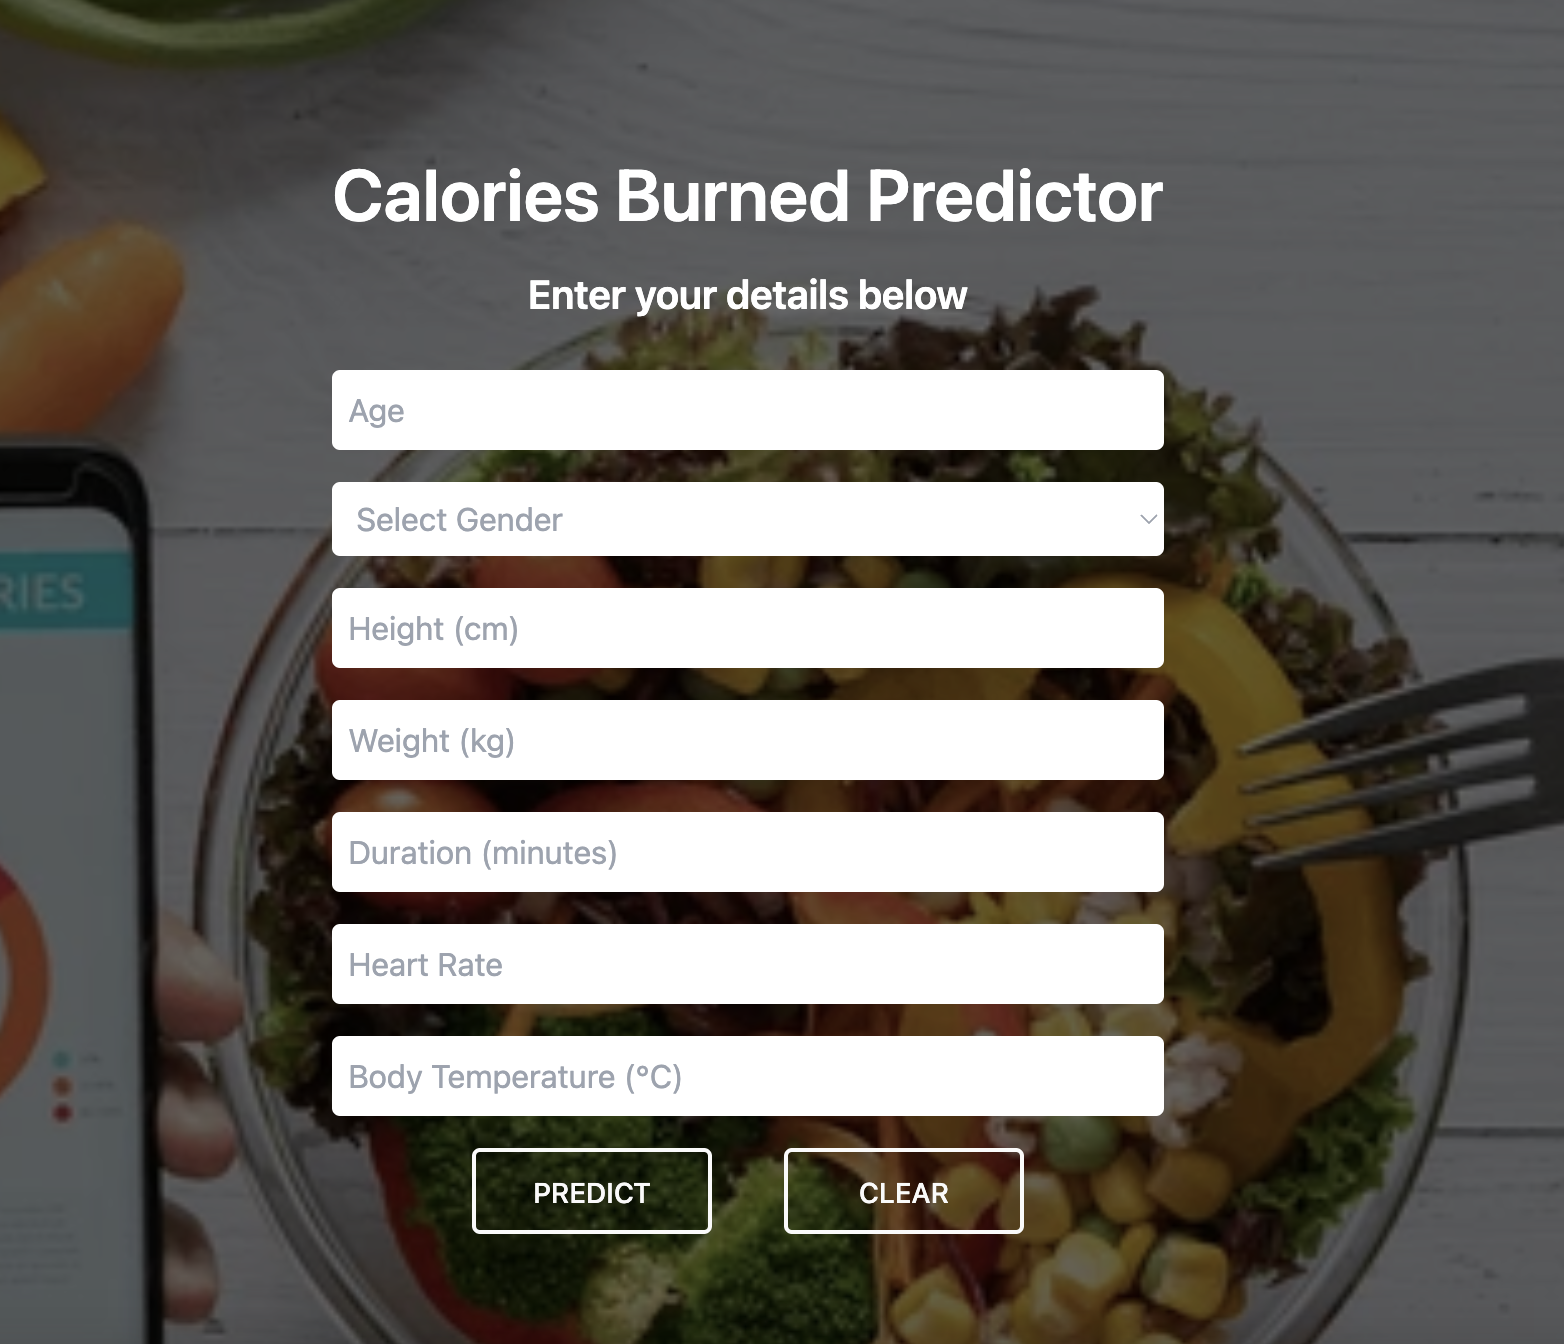 Calories Burned Predictor
Enter your details below
Age
Select Gender
Height (cm)
RIES
Weight (kg)
Duration (minutes)
Heart Rate
Body Temperature (°C)
PREDICT
CLEAR